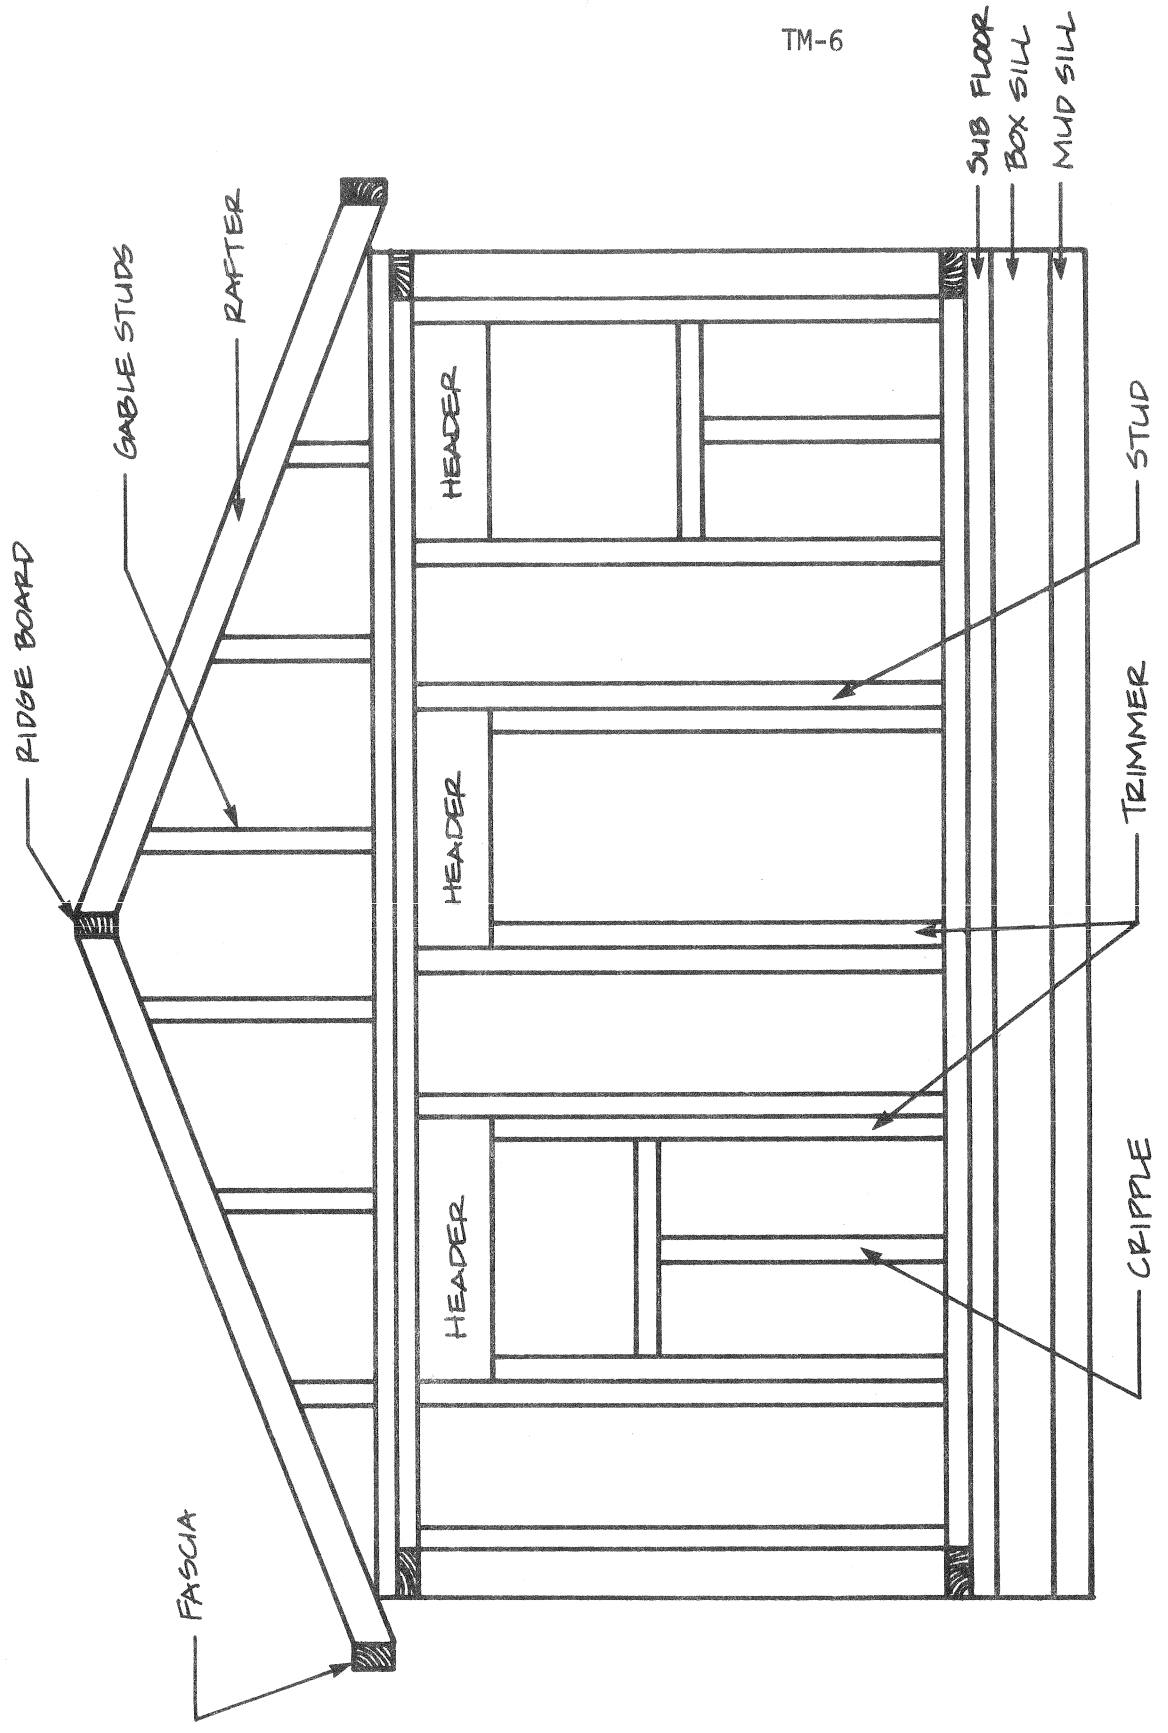 TM-6
RIDGE BOARD
GABLE STUDS
RAFTER
FASCIA
HEADER
HEADER
HEADER
SUB FLOOR
BOX SILL
MUD SILL
CRIPPLE
TRIMMER
STUD